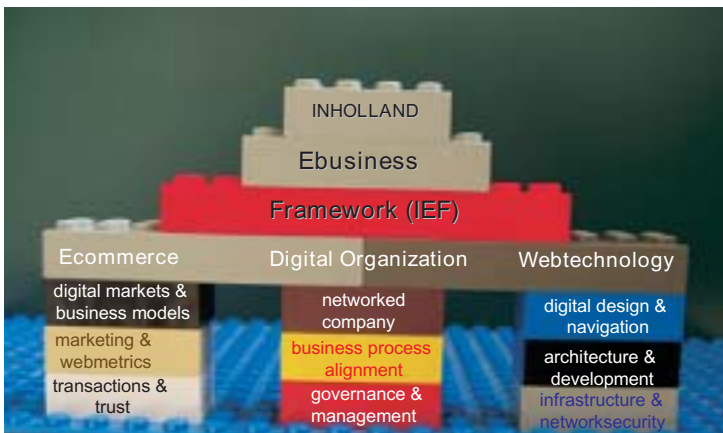 INHOLLAND
Ebusiness
Framework (IEF)
Ecommerce
Digital Organization
Webtechnology
digital markets &
business models
marketing &
webmetrics
transactions &
trust
networked
company
business process
alignment
governance &
management
digital design &
navigation
architecture &
development
infrastructure &
networksecurity